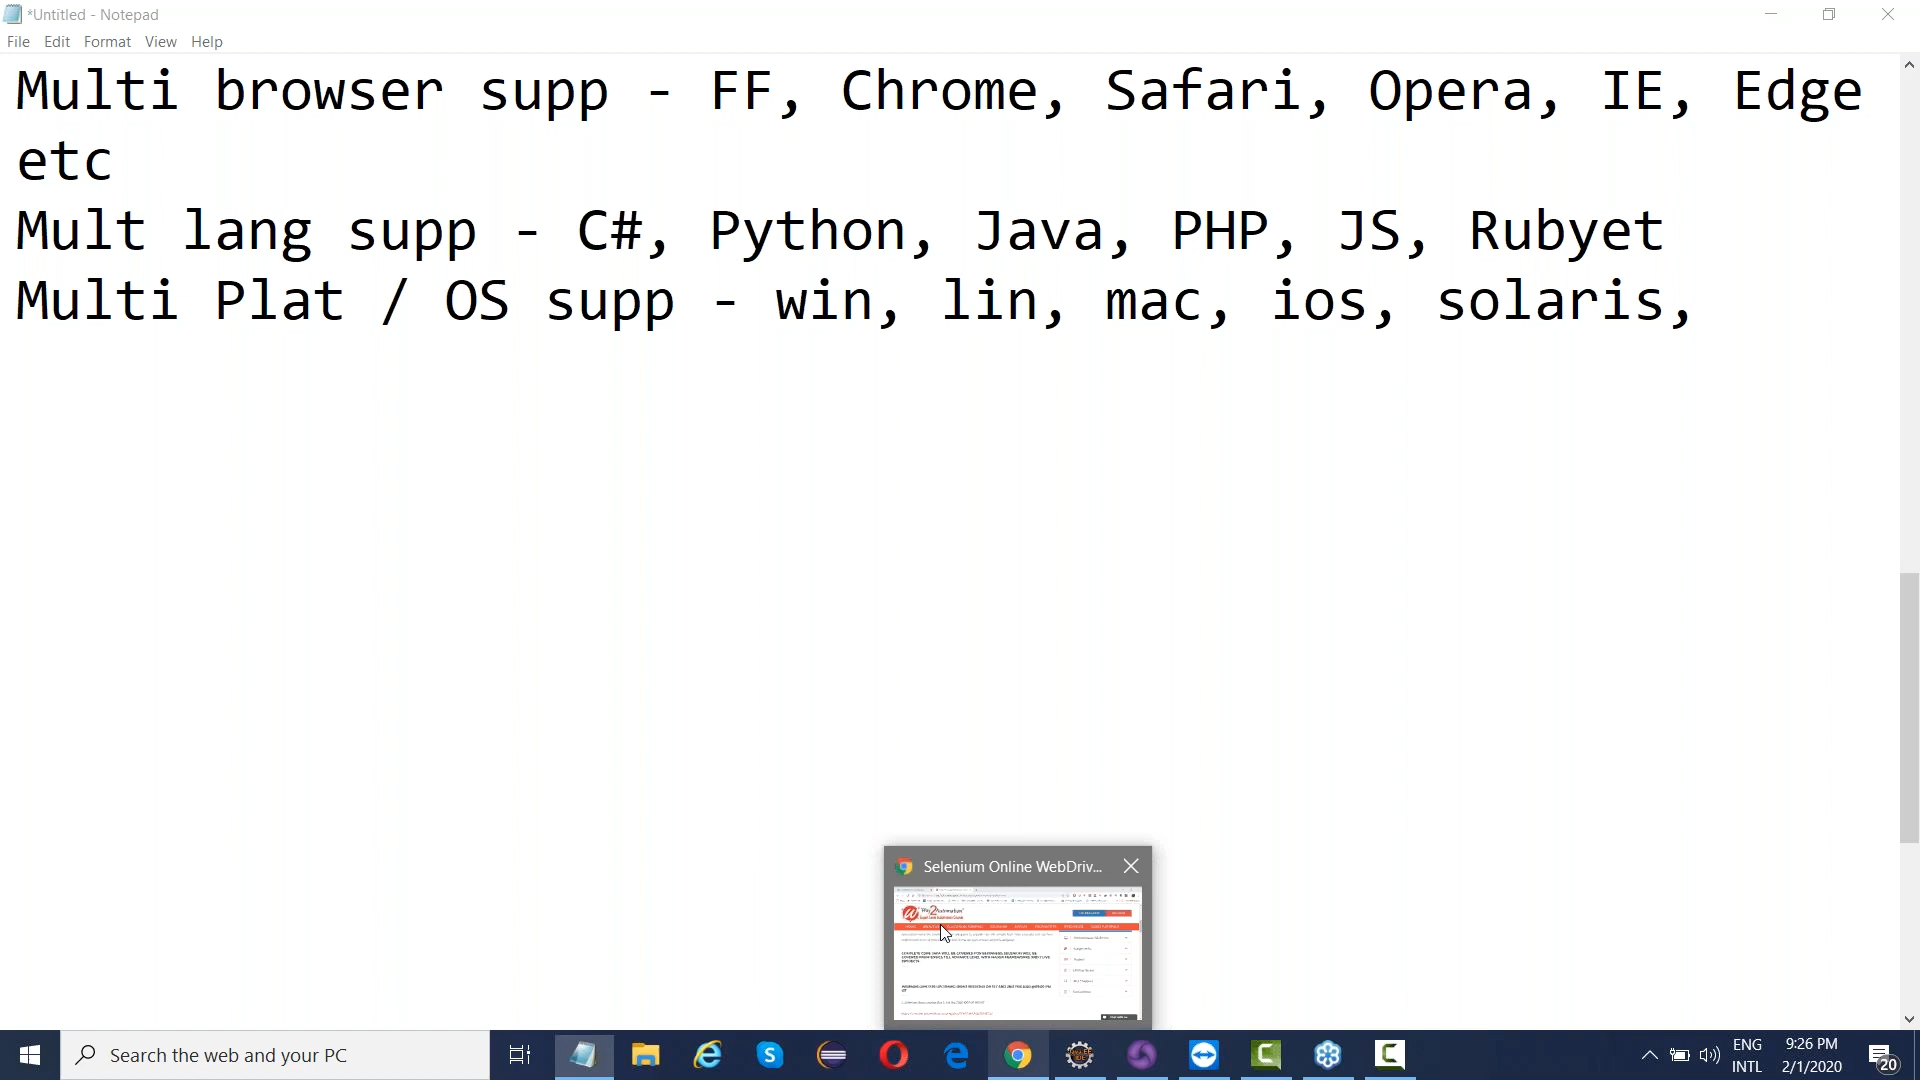 *Untitled - Notepad
File Edit Format View Help
Multi browser supp - FF, Chrome, Safari, Opera, IE, Edge
etc
Mult lang supp - C#, Python, Java, PHP, JS, Rubyet
Multi Plat / OS supp - win, lin, mac, ios, solaris,
Selenium Online WebDriv...
Way2Automation
Search the web and your PC
ENG
INTL
9:26 PM
2/1/2020
20